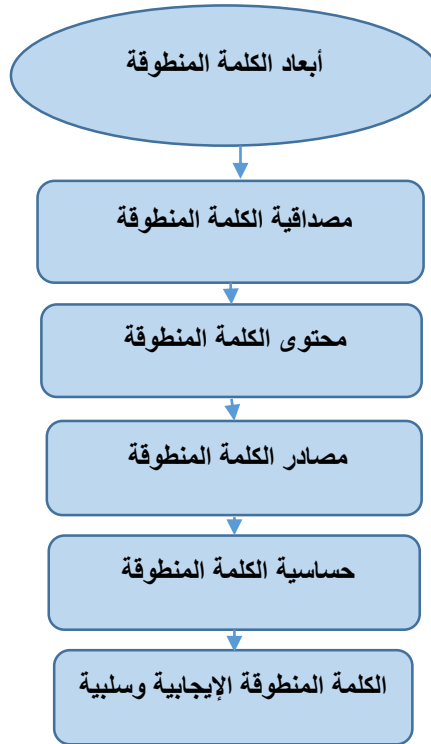 أبعاد الكلمة المنطوقة
مصداقية الكلمة المنطوقة
محتوى الكلمة المنطوقة
مصادر الكلمة المنطوقة
حساسية الكلمة المنطوقة
الكلمة المنطوقة الإيجابية وسلبية